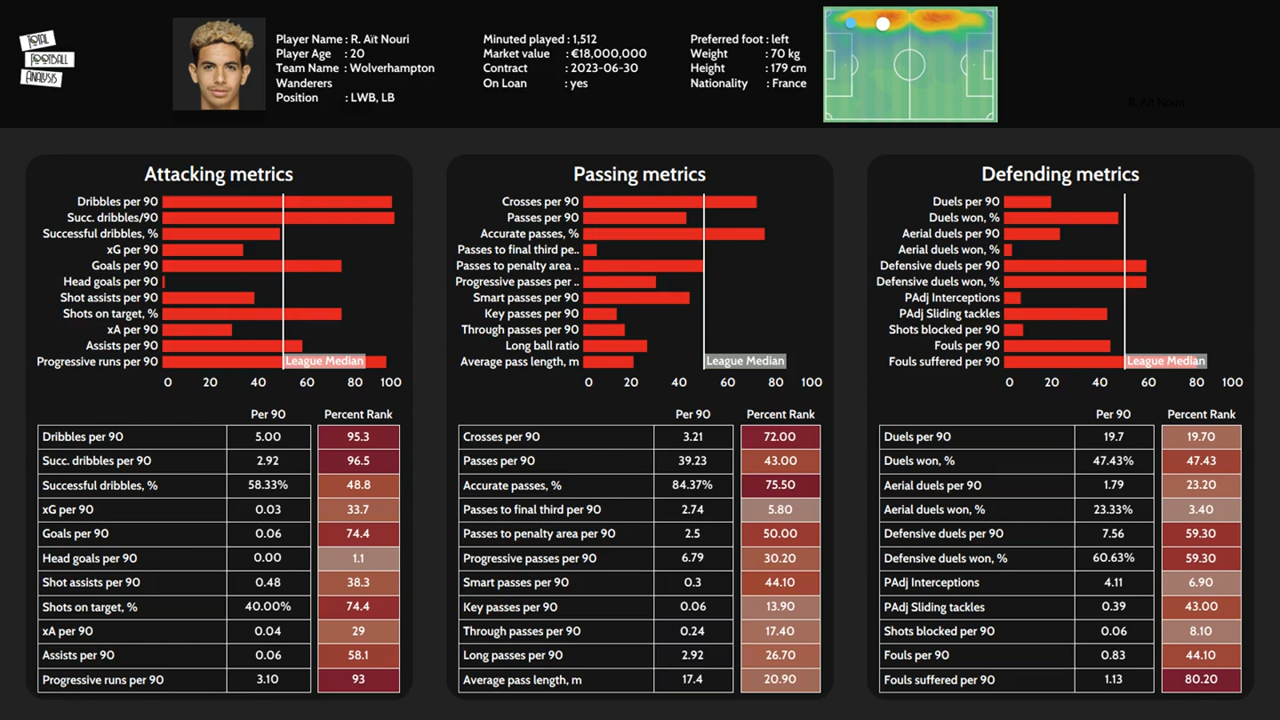 TOTAL
FOOTBALL
ANALYSIS
Player Name : R. Aït Nouri
Player Age : 20
Team Name : Wolverhampton
Wanderers
Position : LWB, LB
Minuted played : 1,512
Market value : €18,000,000
Contract : 2023-06-30
On Loan : yes
Preferred foot : left
Weight : 70 kg
Height : 179 cm
Nationality : France
R. Aït Nouri
Attacking metrics
Dribbles per 90
Succ. dribbles/90
Successful dribbles, %
xG per 90
Goals per 90
Head goals per 90
Shot assists per 90
Shots on target, %
xA per 90
Assists per 90
Progressive runs per 90
League Median
0 20 40 60 80 100
Per 90 Percent Rank
Dribbles per 90 5.00 95.3
Succ. dribbles per 90 2.92 96.5
Successful dribbles, % 58.33% 48.8
xG per 90 0.03 33.7
Goals per 90 0.06 74.4
Head goals per 90 0.00 1.1
Shot assists per 90 0.48 38.3
Shots on target, % 40.00% 74.4
xA per 90 0.04 29
Assists per 90 0.06 58.1
Progressive runs per 90 3.10 93
Passing metrics
Crosses per 90
Passes per 90
Accurate passes, %
Passes to final third pe..
Passes to penalty area ..
Progressive passes per ..
Smart passes per 90
Key passes per 90
Through passes per 90
Long ball ratio
Average pass length, m
League Median
0 20 40 60 80 100
Per 90 Percent Rank
Crosses per 90 3.21 72.00
Passes per 90 39.23 43.00
Accurate passes, % 84.37% 75.50
Passes to final third per 90 2.74 5.80
Passes to penalty area per 90 2.5 50.00
Progressive passes per 90 6.79 30.20
Smart passes per 90 0.3 44.10
Key passes per 90 0.06 13.90
Through passes per 90 0.24 17.40
Long passes per 90 2.92 26.70
Average pass length, m 17.4 20.90
Defending metrics
Duels per 90
Duels won, %
Aerial duels per 90
Aerial duels won, %
Defensive duels per 90
Defensive duels won, %
PAdj Interceptions
PAdj Sliding tackles
Shots blocked per 90
Fouls per 90
Fouls suffered per 90
League Median
0 20 40 60 80 100
Per 90 Percent Rank
Duels per 90 19.7 19.70
Duels won, % 47.43% 47.43
Aerial duels per 90 1.79 23.20
Aerial duels won, % 23.33% 3.40
Defensive duels per 90 7.56 59.30
Defensive duels won, % 60.63% 59.30
PAdj Interceptions 4.11 6.90
PAdj Sliding tackles 0.39 43.00
Shots blocked per 90 0.06 8.10
Fouls per 90 0.83 44.10
Fouls suffered per 90 1.13 80.20